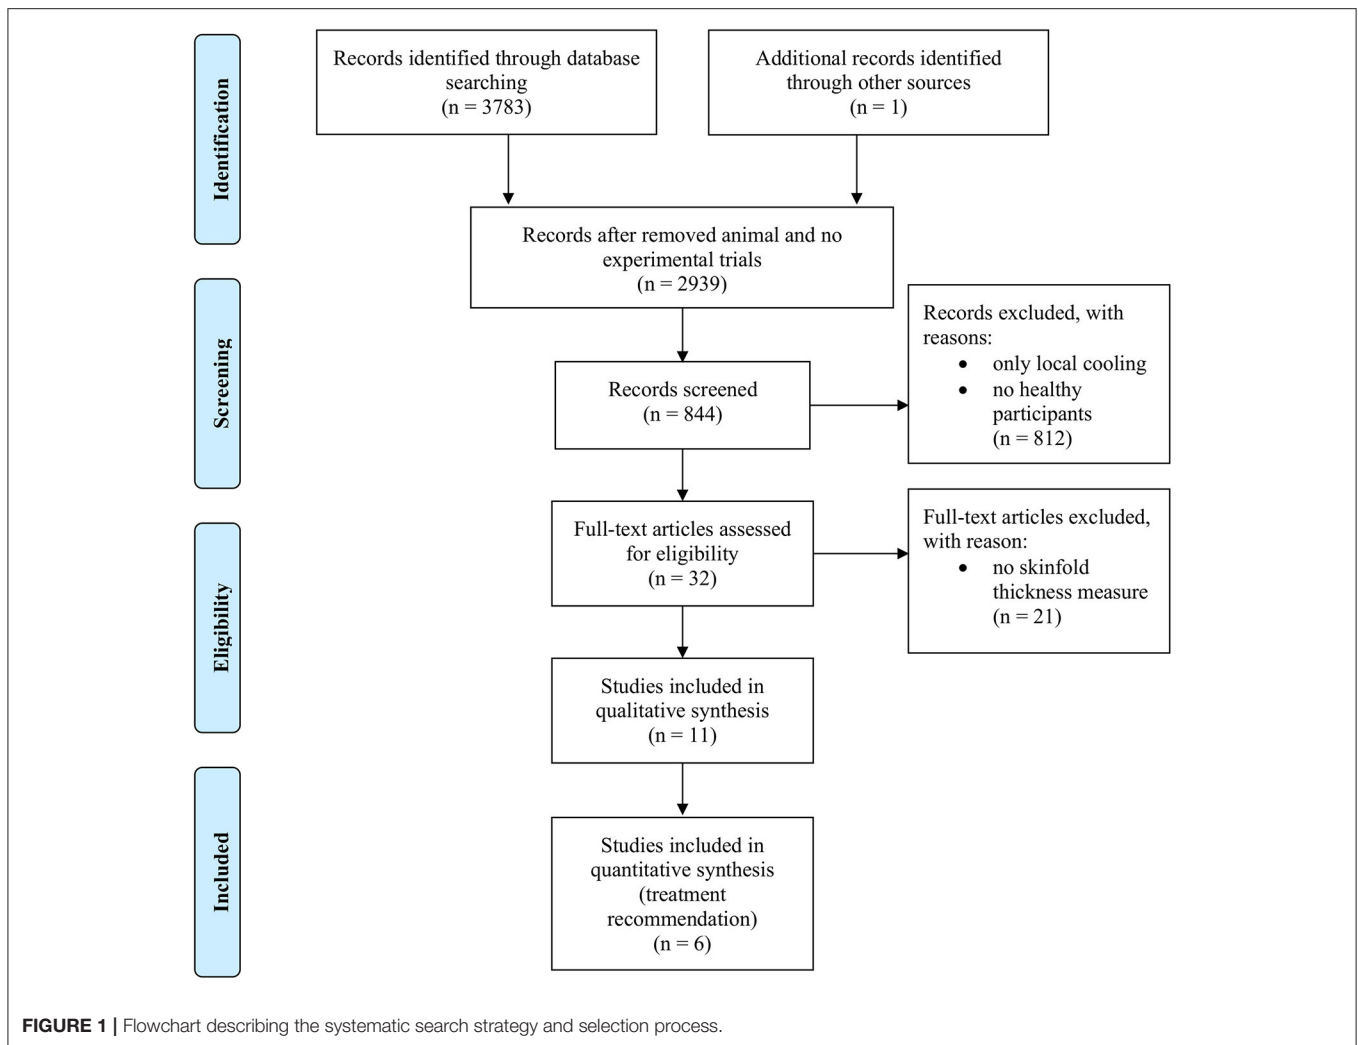 Identification
Records identified through database
searching
(n = 3783)
Additional records identified
through other sources
(n = 1)
Records after removed animal and no
experimental trials
(n = 2939)
Screening
Records screened
(n = 844)
Records excluded, with
reasons:
● only local cooling
● no healthy
participants
(n = 812)
Eligibility
Full-text articles assessed
for eligibility
(n = 32)
Full-text articles excluded,
with reason:
● no skinfold
thickness measure
(n = 21)
Studies included in
qualitative synthesis
(n = 11)
Included
Studies included in
quantitative synthesis
(treatment
recommendation)
(n = 6)
FIGURE 1 | Flowchart describing the systematic search strategy and selection process.